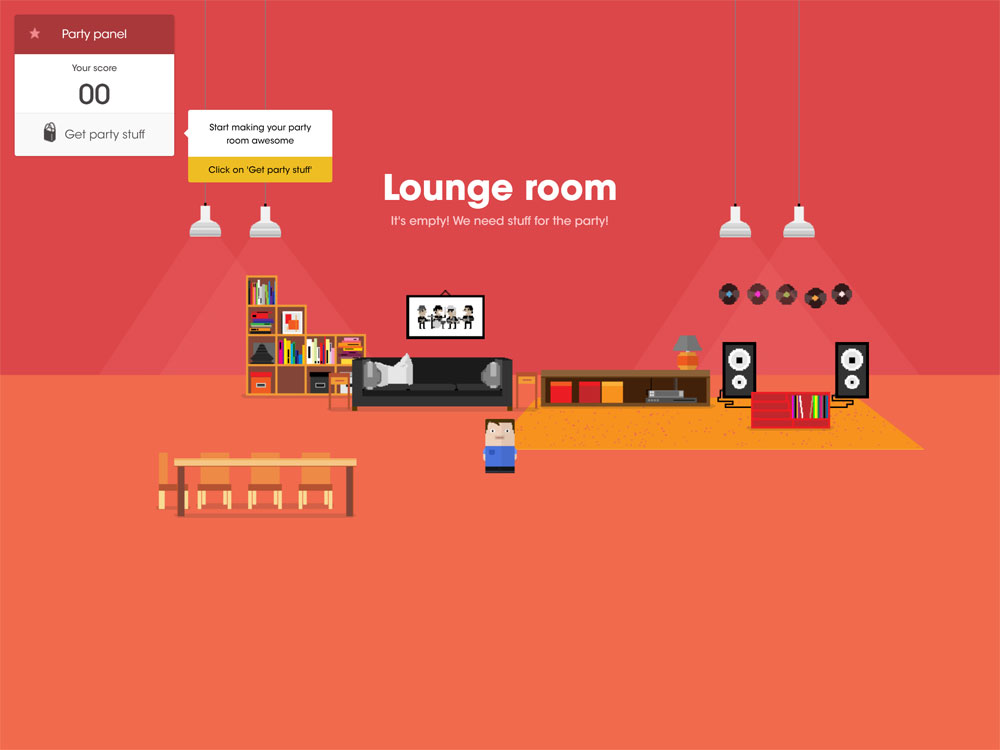 Party panel
Your score
00
Get party stuff
Start making your party
room awesome
Click on 'Get party stuff'
Lounge room
It's empty! We need stuff for the party!